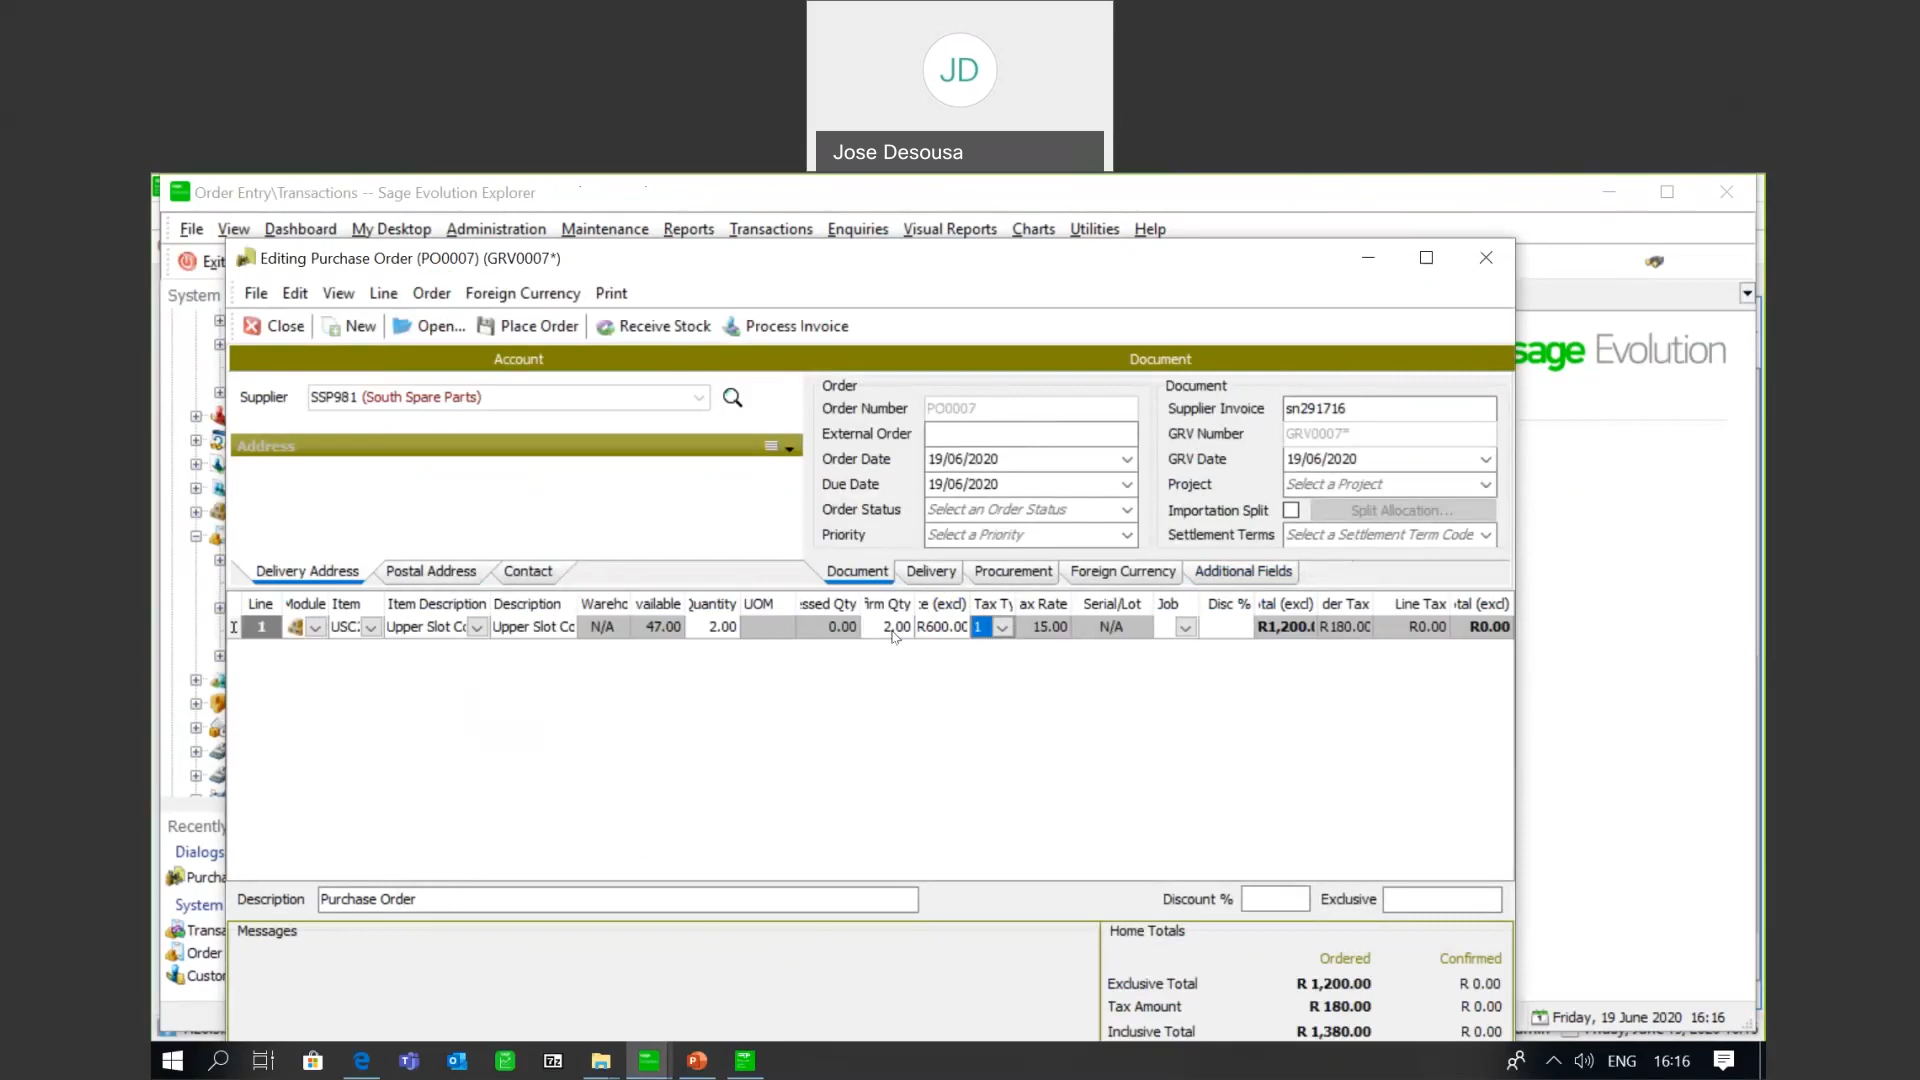 JD
Jose Desousa
Order Entry\Transactions -- Sage Evolution Explorer
File View Dashboard My Desktop Administration Maintenance Reports Transactions Enquiries Visual Reports Charts Utilities Help
Exit
Editing Purchase Order (PO0007) (GRV0007*)
System
File Edit View Line Order Foreign Currency Print
Close New Open... Place Order Receive Stock Process Invoice
sage Evolution
Account Document
Supplier SSP981 (South Spare Parts)
Address
Order
Order Number PO0007
External Order
Order Date 19/06/2020
Due Date 19/06/2020
Order Status Select an Order Status
Priority Select a Priority
Document
Supplier Invoice sn291716
GRV Number GRV0007*
GRV Date 19/06/2020
Project Select a Project
Importation Split Split Allocation...
Settlement Terms Select a Settlement Term Code
Delivery Address Postal Address Contact Document Delivery Procurement Foreign Currency Additional Fields
Line Module Item Item Description Description Warehc vailable Quantity UOM ssed Qty irm Qty ce (excl) Tax Ty ax Rate Serial/Lot Job Disc % tal (excl) der Tax Line Tax tal (excl)
1 USC: Upper Slot Cc Upper Slot Cc N/A 47.00 2.00 0.00 2.00 R600.00 1 15.00 N/A R1,200.0 R180.00 R0.00 R0.00
Recently
Dialogs
Purcha
System
Transa
Order
Custor
Description Purchase Order Discount % Exclusive
Messages
Home Totals
Ordered Confirmed
Exclusive Total R 1,200.00 R 0.00
Tax Amount R 180.00 R 0.00
Inclusive Total R 1,380.00 R 0.00
Friday, 19 June 2020 16:16
ENG 16:16